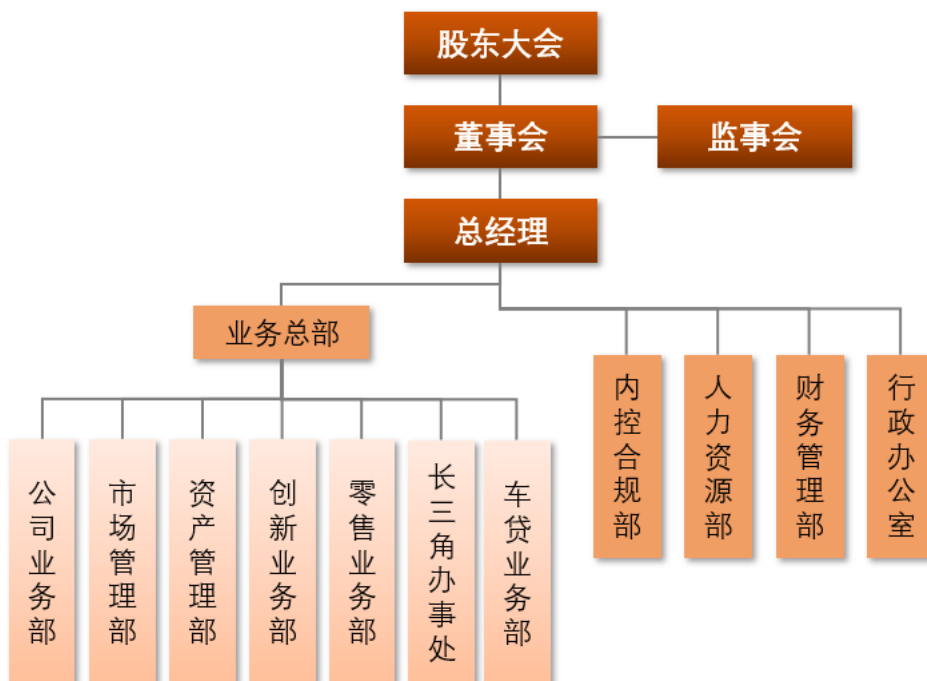 股东大会
董事会
监事会
总经理
业务总部
内控合规部
人力资源部
财务管理部
行政办公室
公司业务部
市场管理部
资产管理部
创新业务部
零售业务部
长三角办事处
车贷业务部